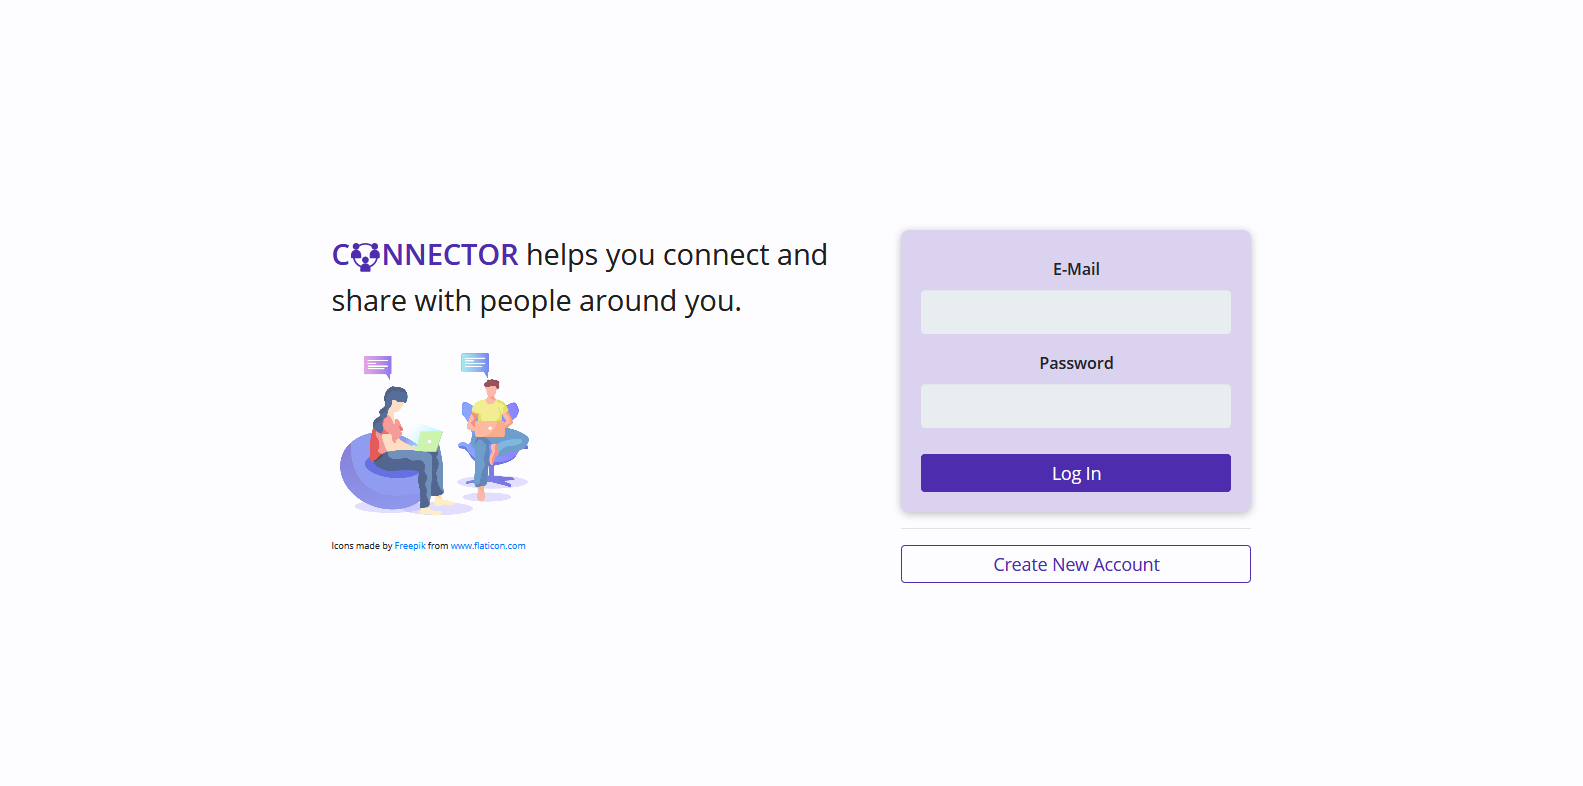 CONNECTOR helps you connect and
share with people around you.
Icons made by Freepik from www.flaticon.com
E-Mail
Password
Log In
Create New Account